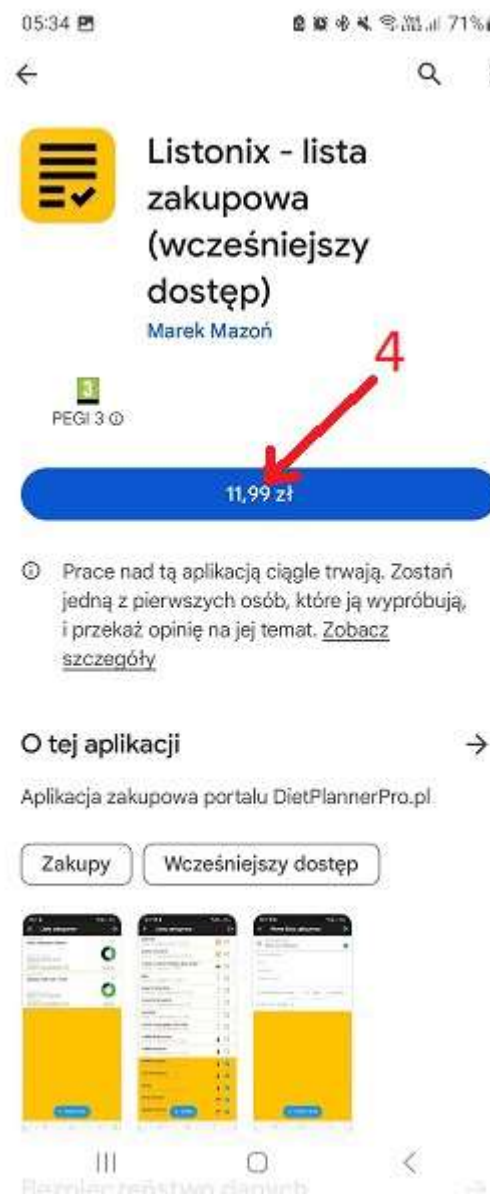 05:34
71%
Listonix - lista
zakupowa
(wcześniejszy
dostęp)
Marek Mazoń
4
3
PEGI 3
11,99 zł
Prace nad tą aplikacją ciągle trwają. Zostań
jedną z pierwszych osób, które ją wypróbują,
i przekaż opinię na jej temat. Zobacz
szczegóły
O tej aplikacji
Aplikacja zakupowa portalu DietPlannerPro.pl
Zakupy
Wcześniejszy dostęp
Bezpieczeństwo danych